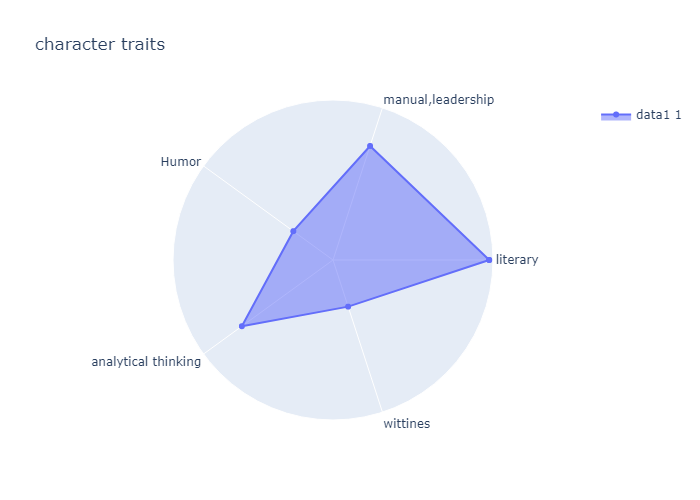 character traits
manual,leadership
data1 1
Humor
literary
analytical thinking
wittines